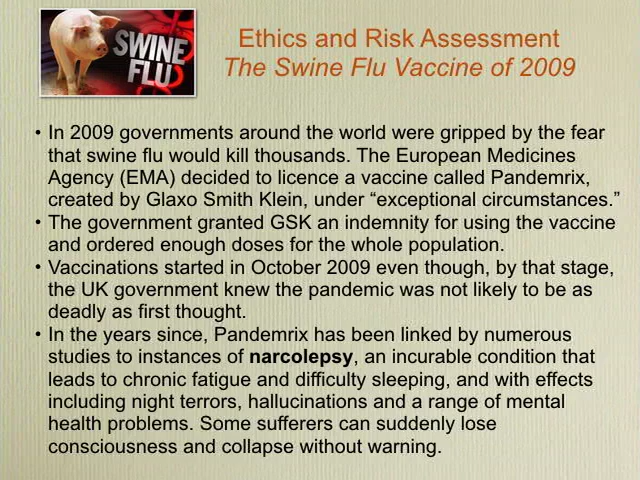 SWINE
FLU
Ethics and Risk Assessment
The Swine Flu Vaccine of 2009
• In 2009 governments around the world were gripped by the fear
that swine flu would kill thousands. The European Medicines
Agency (EMA) decided to licence a vaccine called Pandemrix,
created by Glaxo Smith Klein, under “exceptional circumstances.”
• The government granted GSK an indemnity for using the vaccine
and ordered enough doses for the whole population.
• Vaccinations started in October 2009 even though, by that stage,
the UK government knew the pandemic was not likely to be as
deadly as first thought.
• In the years since, Pandemrix has been linked by numerous
studies to instances of narcolepsy, an incurable condition that
leads to chronic fatigue and difficulty sleeping, and with effects
including night terrors, hallucinations and a range of mental
health problems. Some sufferers can suddenly lose
consciousness and collapse without warning.